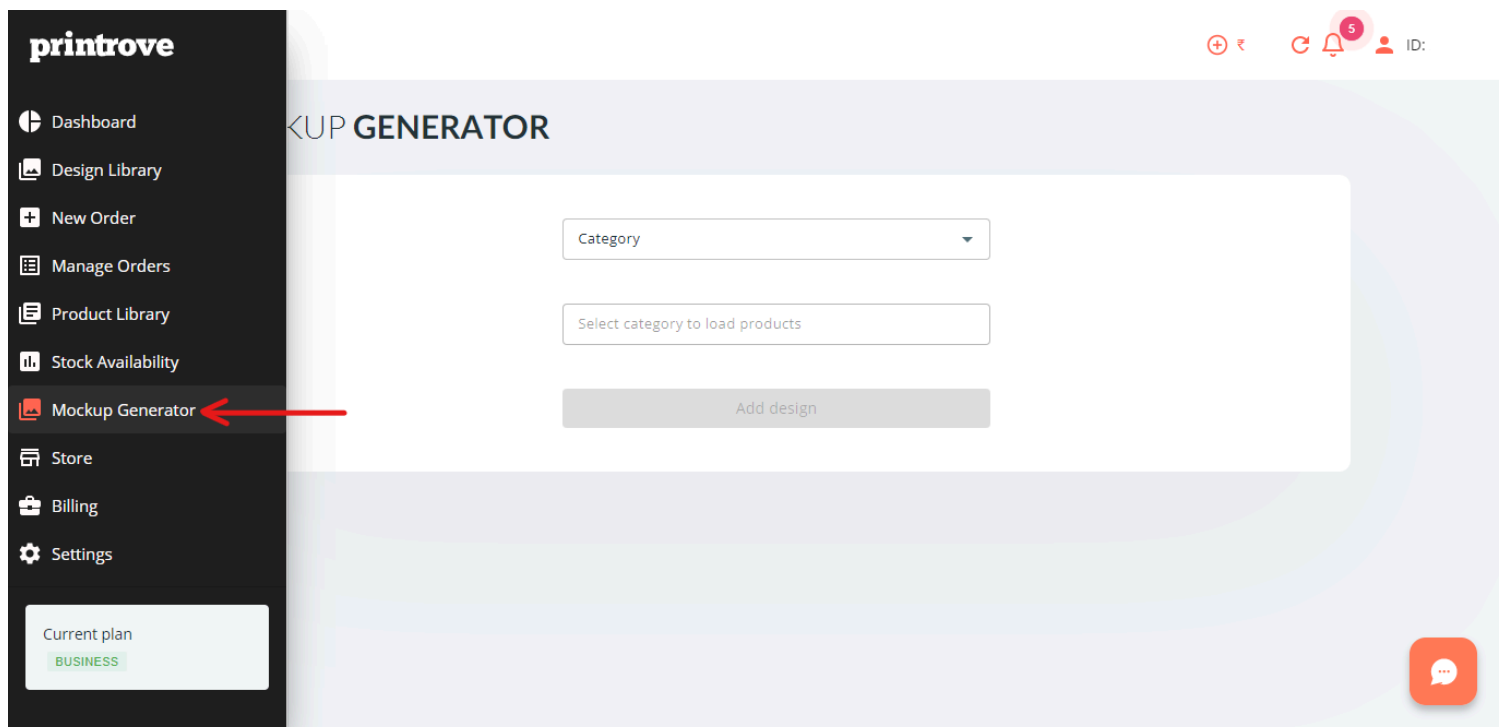 printrove
₹
5
ID:
Dashboard
Design Library
New Order
Manage Orders
Product Library
Stock Availability
Mockup Generator
Store
Billing
Settings
Current plan
BUSINESS
KUP GENERATOR
Category
Select category to load products
Add design